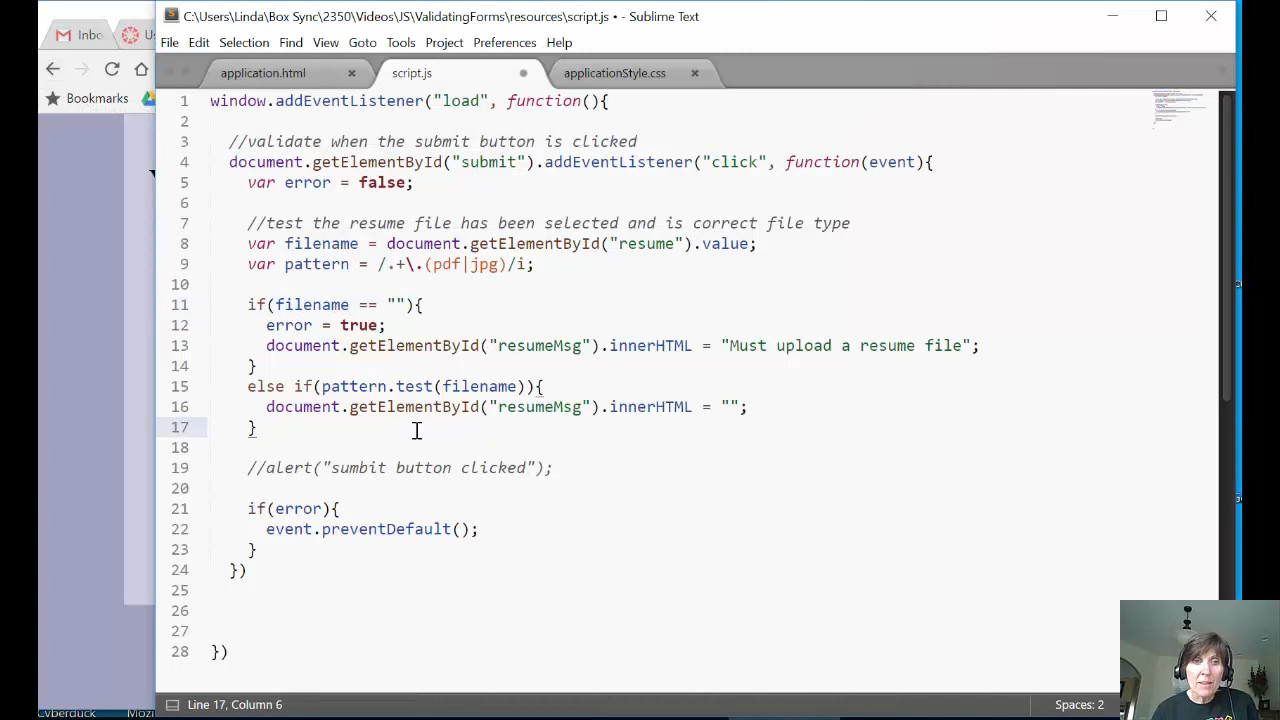 C:\Users\Linda\Box Sync\2350\Videos\JS\ValidatingForms\resources\script.js • - Sublime Text
Inbo
File Edit Selection Find View Goto Tools Project Preferences Help
application.html script.js applicationStyle.css
Bookmarks
1 window.addEventListener("load", function(){
2
3 //validate when the submit button is clicked
4 document.getElementById("submit").addEventListener("click", function(event){
5 var error = false;
6
7 //test the resume file has been selected and is correct file type
8 var filename = document.getElementById("resume").value;
9 var pattern = /.+\.(pdf|jpg)/i;
10
11 if(filename == ""){
12 error = true;
13 document.getElementById("resumeMsg").innerHTML = "Must upload a resume file";
14 }
15 else if(pattern.test(filename)){
16 document.getElementById("resumeMsg").innerHTML = "";
17 }
18
19 //alert("sumbit button clicked");
20
21 if(error){
22 event.preventDefault();
23 }
24 })
25
26
27
28 })
Line 17, Column 6
Spaces: 2
Cyberduck Mozi